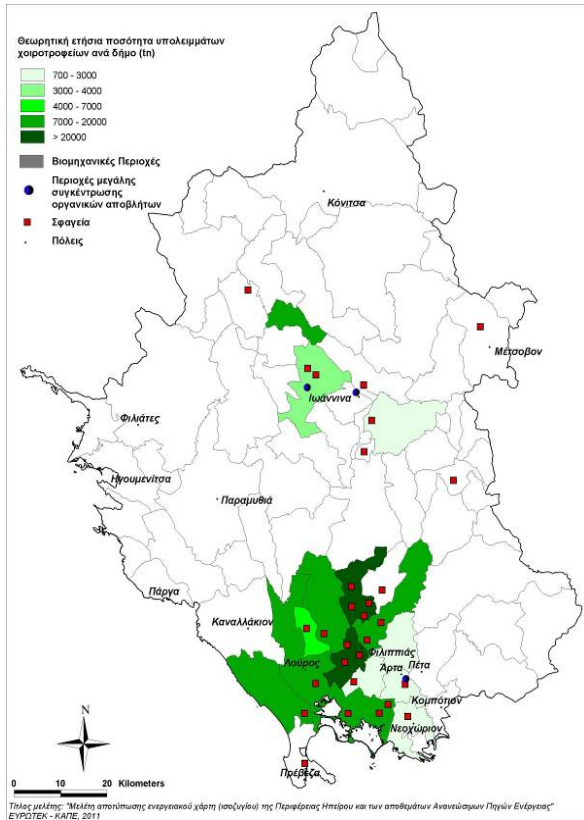 Θεωρητική ετήσια ποσότητα υπολειμμάτων
χοιροτροφείων ανά δήμο (tn)
700 - 3000
3000 - 4000
4000 - 7000
7000 - 20000
> 20000
Βιομηχανικές Περιοχές
Περιοχές μεγάλης
συγκέντρωσης
οργανικών αποβλήτων
Σφαγεία
Πόλεις
Κόνιτσα
Μέτσοβον
Ιωάννινα
Φιλιάτες
Ηγουμενίτσα
Παραμυθιά
Πάργα
Καναλλάκιον
Φιλιππιάς
Λούρος
Άρτα
Πέτα
Κομπότιον
Νεοχώριον
Πρέβεζα
N
0 10 20 Kilometers
Τίτλος μελέτης: "Μελέτη αποτύπωσης ενεργειακού χάρτη (ισοζυγίου) της Περιφέρειας Ηπείρου και των αποθεμάτων Ανανεώσιμων Πηγών Ενέργειας"
ΕΥΡΩΤΕΚ - ΚΑΠΕ, 2011